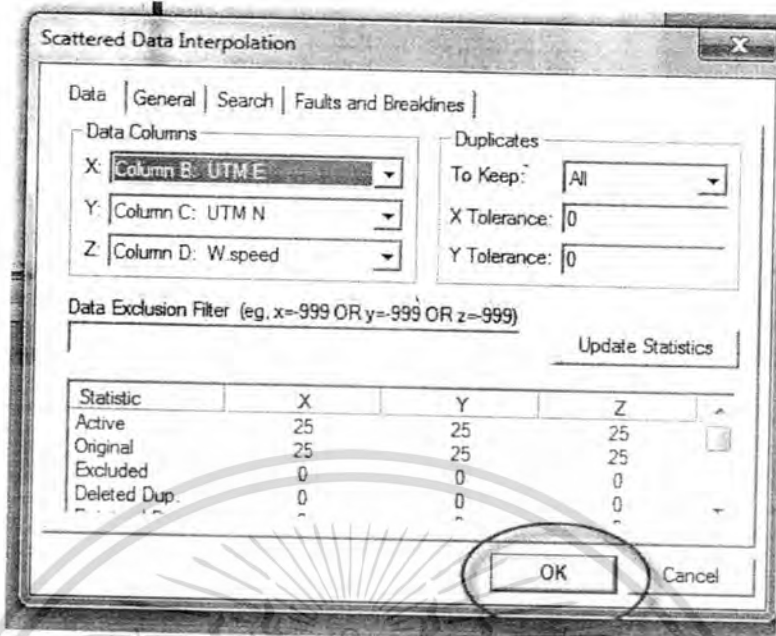 Scattered Data Interpolation
X
Data General Search Faults and Breaklines
Data Columns
X: Column B: UTM E
Y: Column C: UTM N
Z: Column D: W.speed
Duplicates
To Keep: All
X Tolerance: 0
Y Tolerance: 0
Data Exclusion Filter (eg. x=-999 OR y=-999 OR z=-999)
Update Statistics
Statistic X Y Z
Active 25 25 25
Original 25 25 25
Excluded 0 0 0
Deleted Dup. 0 0 0
OK Cancel